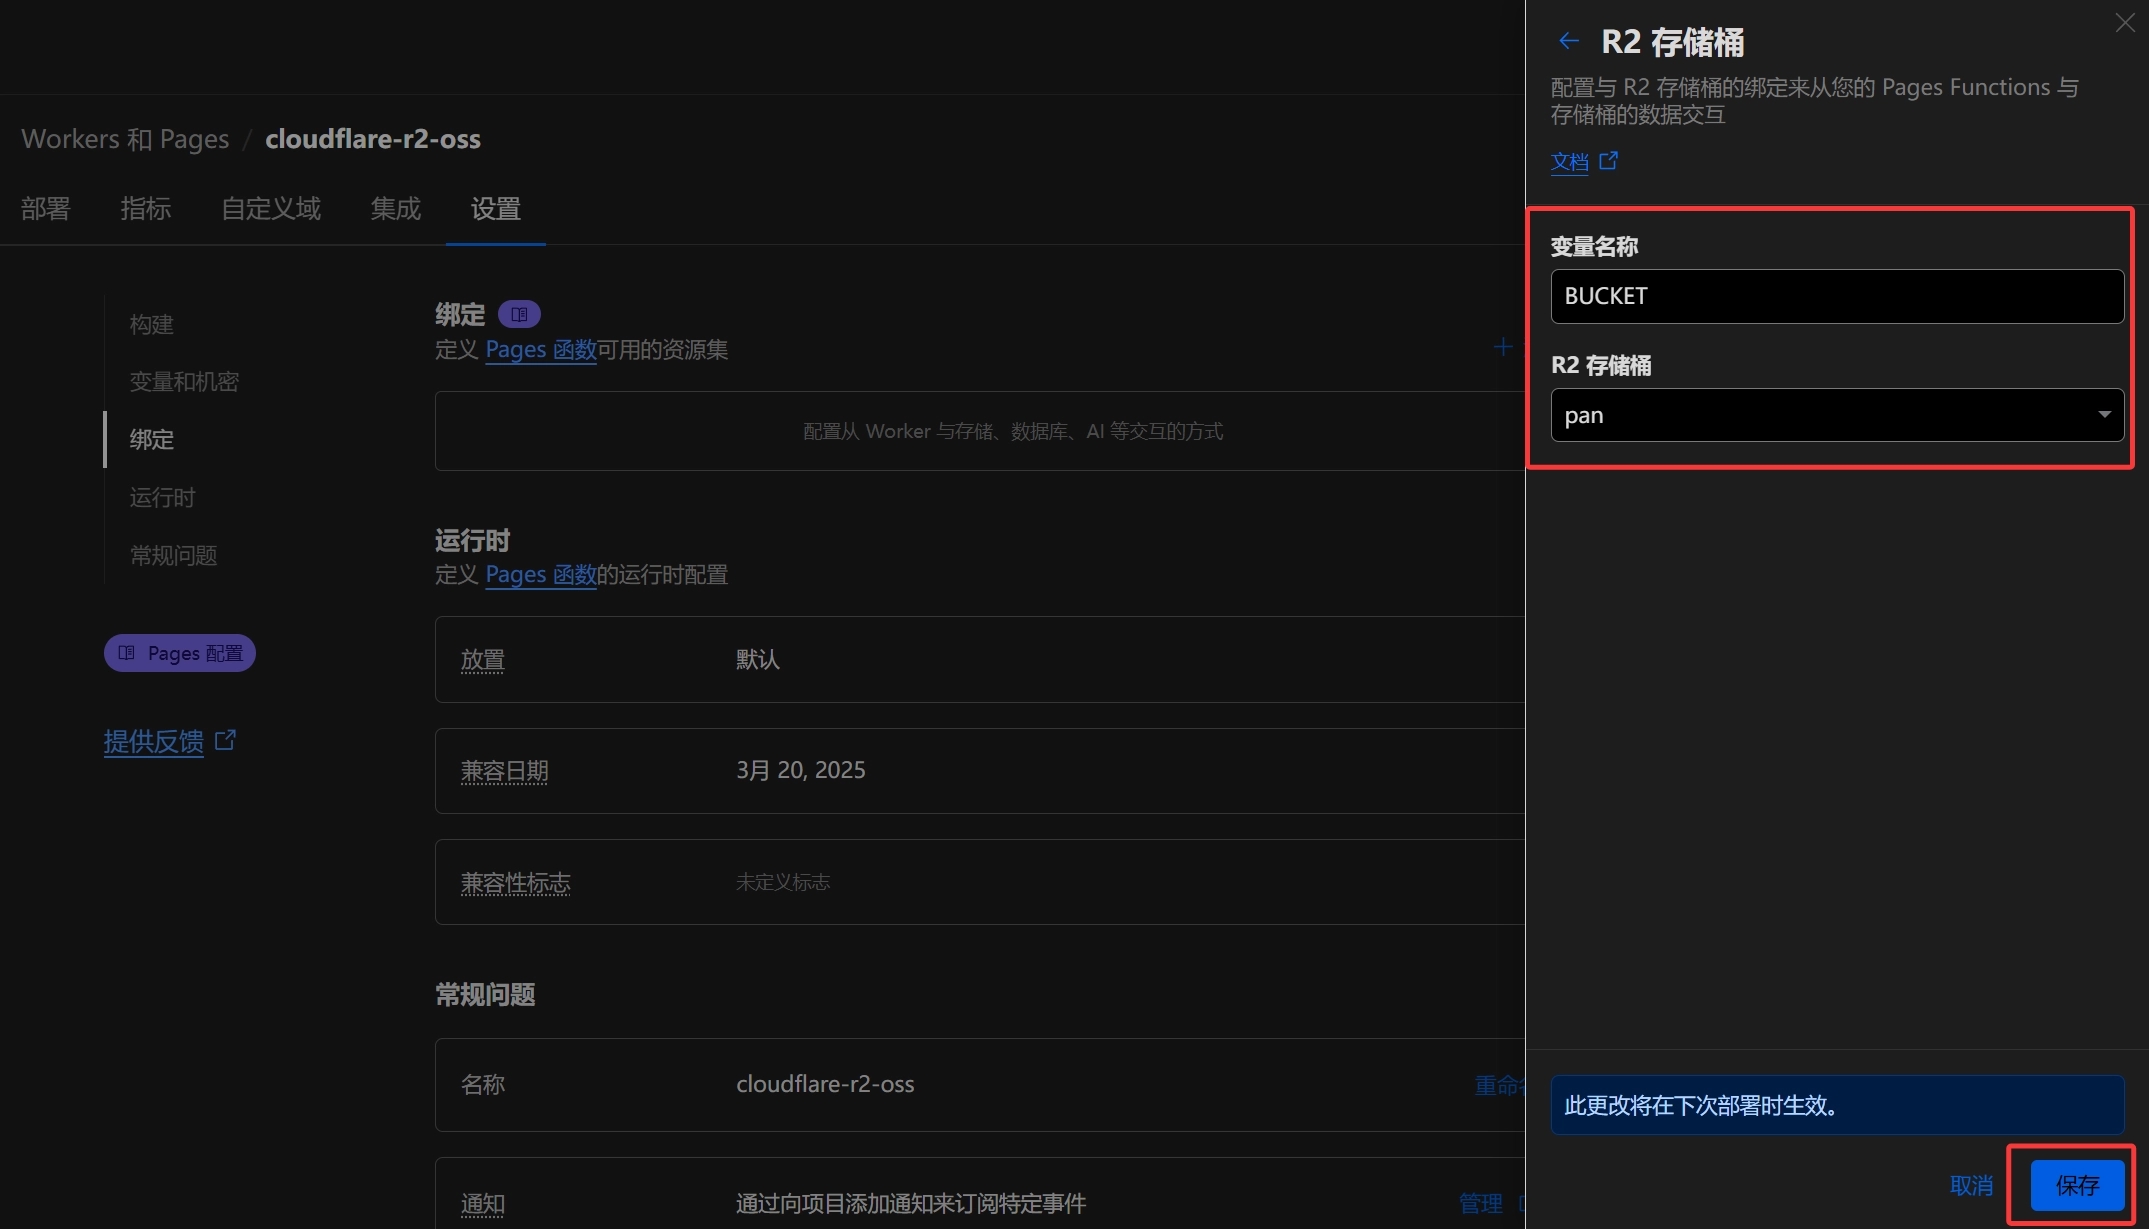 Workers 和 Pages / cloudflare-r2-oss
部署 指标 自定义域 集成 设置
构建
变量和机密
绑定
运行时
常规问题
Pages 配置
提供反馈
绑定
定义 Pages 函数可用的资源集
配置从 Worker 与存储、数据库、AI 等交互的方式
运行时
定义 Pages 函数的运行时配置
放置 默认
兼容日期 3月 20, 2025
兼容性标志 未定义标志
常规问题
名称 cloudflare-r2-oss 重命
通知 通过向项目添加通知来订阅特定事件 管理
R2 存储桶
配置与 R2 存储桶的绑定来从您的 Pages Functions 与
存储桶的数据交互
文档
变量名称
BUCKET
R2 存储桶
pan
此更改将在下次部署时生效。
取消 保存